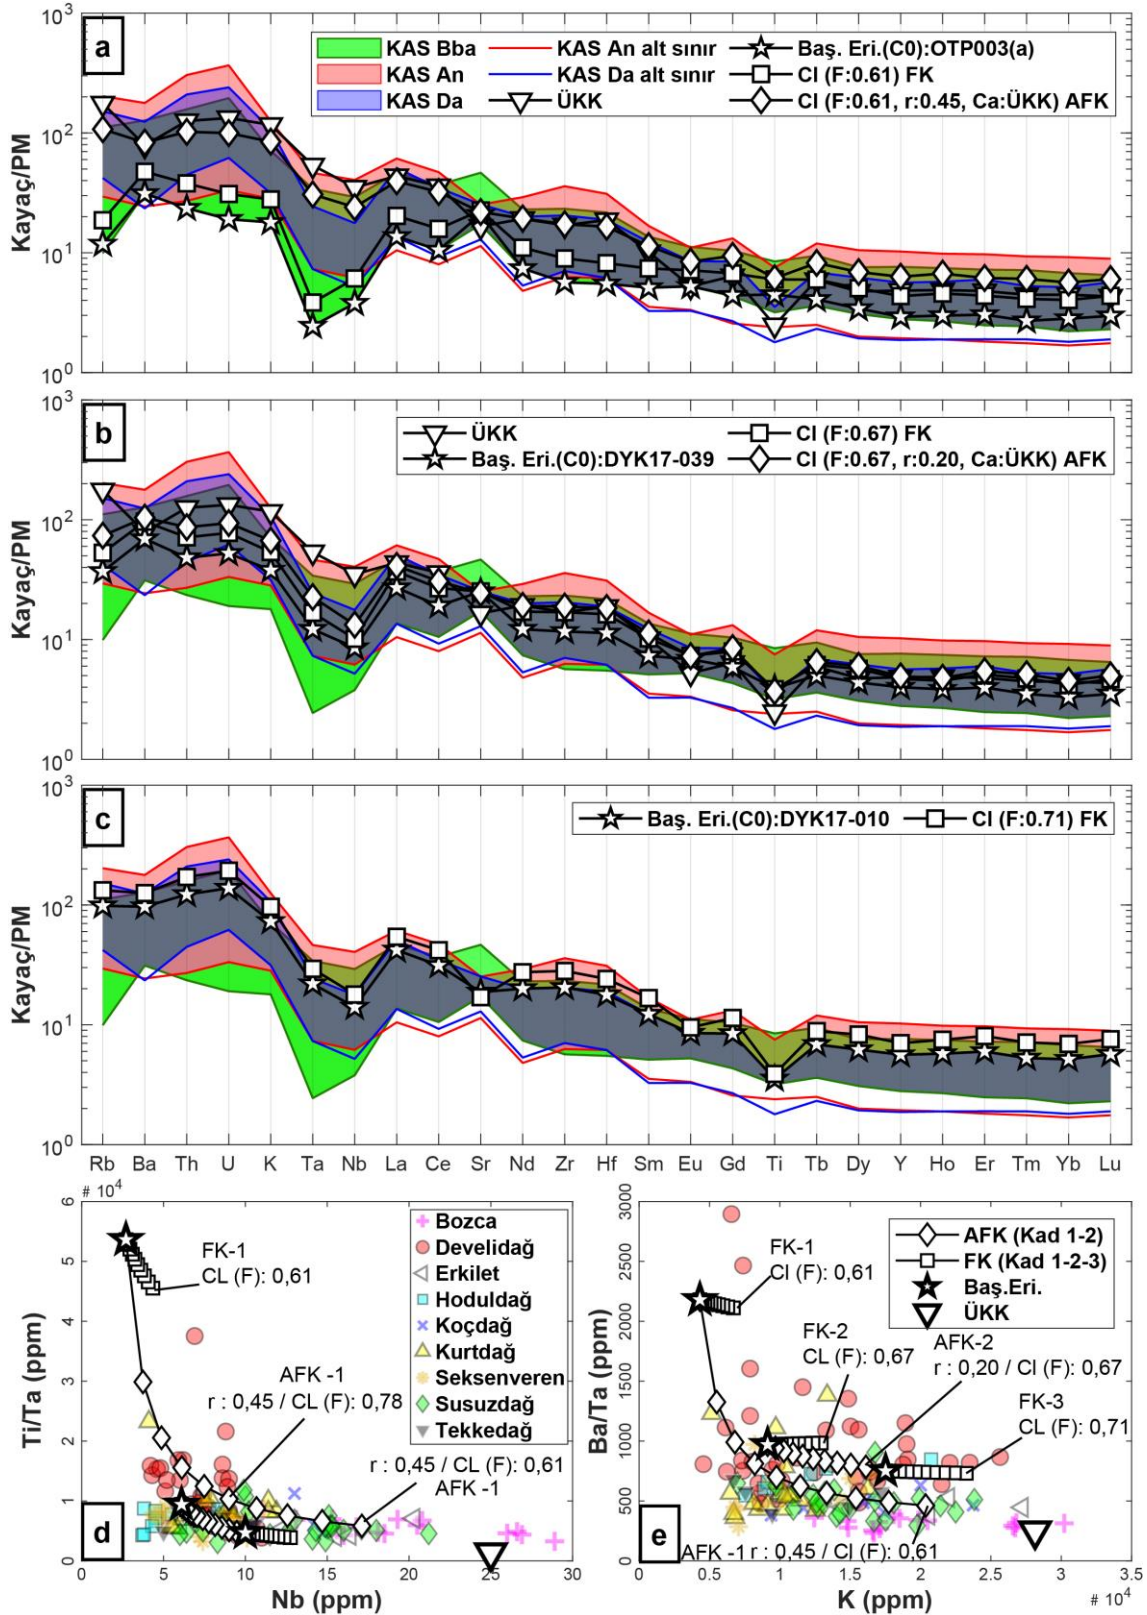 a
10³
10²
10¹
10⁰
Kayaç/PM
KAS Bba
KAS An
KAS Da
KAS An alt sınır
KAS Da alt sınır
ÜKK
Baş. Eri.(C0):OTP003(a)
Cl (F:0.61) FK
Cl (F:0.61, r:0.45, Ca:ÜKK) AFK
b
10³
10²
10¹
10⁰
Kayaç/PM
ÜKK
Baş. Eri.(C0):DYK17-039
Cl (F:0.67) FK
Cl (F:0.67, r:0.20, Ca:ÜKK) AFK
c
10³
10²
10¹
10⁰
Kayaç/PM
Baş. Eri.(C0):DYK17-010
Cl (F:0.71) FK
Rb Ba Th U K Ta Nb La Ce Sr Nd Zr Hf Sm Eu Gd Ti Tb Dy Y Ho Er Tm Yb Lu
# 10⁴
6
5
4
3
2
1
0
Ti/Ta (ppm)
FK-1
CL (F): 0,61
AFK -1
r : 0,45 / CL (F): 0,78
r : 0,45 / CL (F): 0,61
AFK -1
Bozca
Develidağ
Erkilet
Hoduldağ
Koçdağ
Kurtdağ
Seksenveren
Susuzdağ
Tekkedağ
d
0 5 10 15 20 25 30
Nb (ppm)
3000
2500
2000
1500
1000
500
0
Ba/Ta (ppm)
AFK (Kad 1-2)
FK (Kad 1-2-3)
Baş.Eri.
ÜKK
FK-1
Cl (F): 0,61
FK-2
CL (F): 0,67
AFK-2
r : 0,20 / Cl (F): 0,67
FK-3
CL (F): 0,71
AFK -1 r : 0,45 / Cl (F): 0,61
e
0 0.5 1 1.5 2 2.5 3 3.5
K (ppm)
# 10⁴